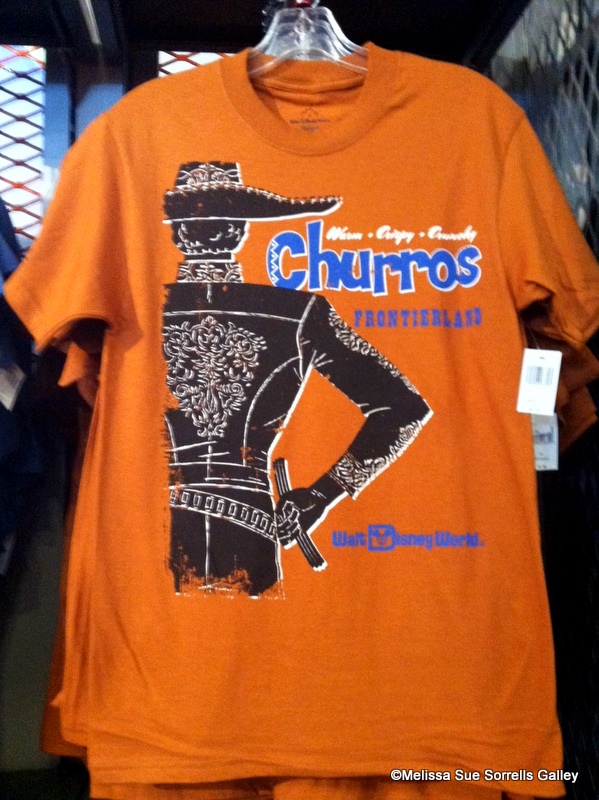 Warm • Crispy • Crunchy
Churros
FRONTIERLAND
Walt Disney World
©Melissa Sue Sorrells Galley